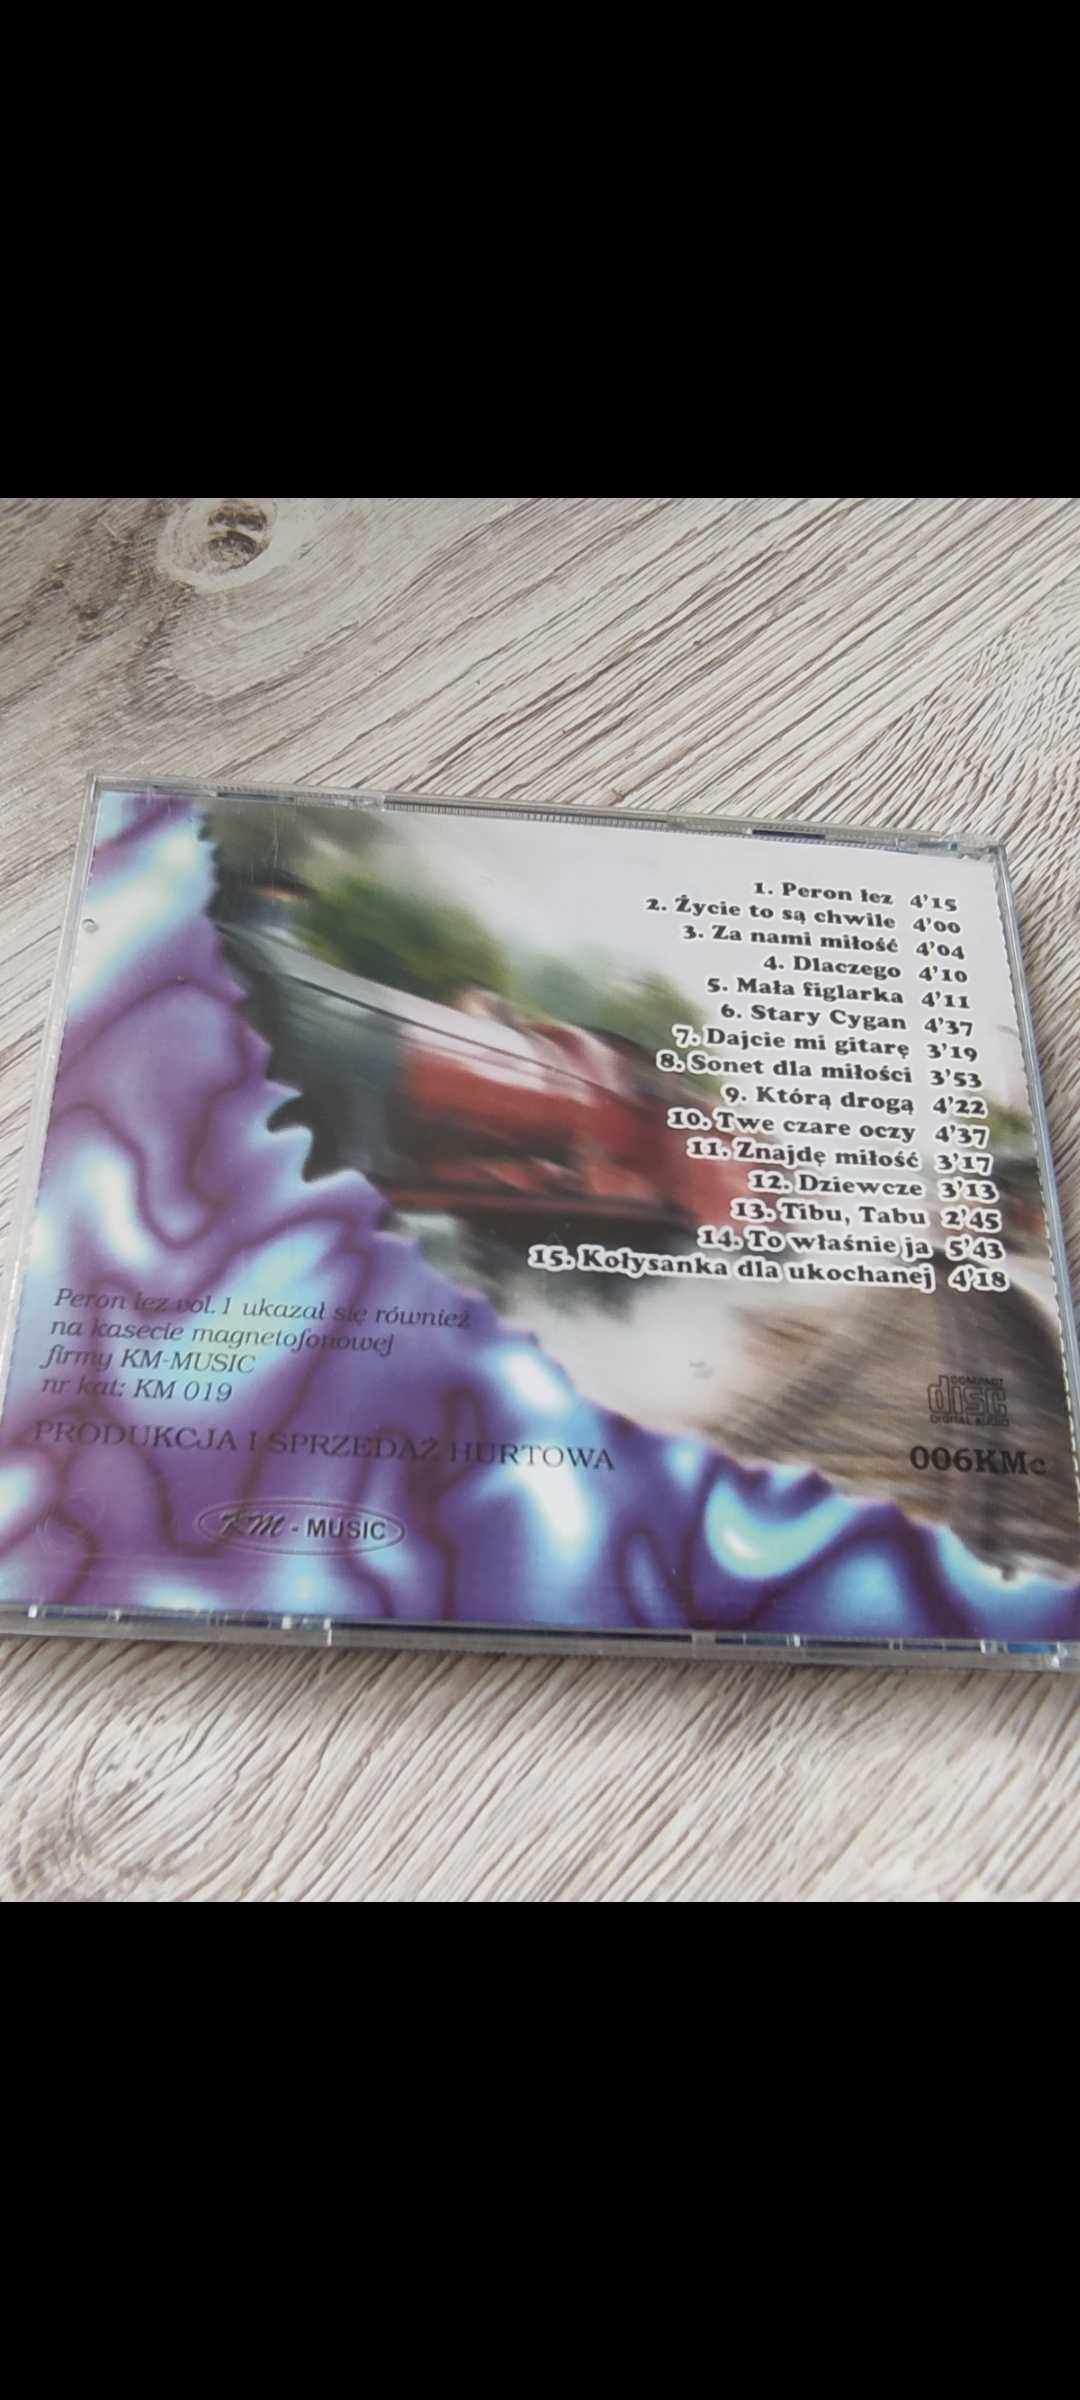 1. Peron łez 4'15
2. Życie to są chwile 4'00
3. Za nami miłość 4'04
4. Dlaczego 4'10
5. Mała figlarka 4'11
6. Stary Cygan 4'37
7. Dajcie mi gitarę 3'19
8. Sonet dla miłości 3'53
9. Którą drogą 4'22
10. Twe czare oczy 4'37
11. Znajdę miłość 3'17
12. Dziewcze 3'13
13. Tibu, Tabu 2'45
14. To właśnie ja 5'43
15. Kołysanka dla ukochanej 4'18
Peron łez vol. 1 ukazał się również
na kasecie magnetofonowej
firmy KM-MUSIC
nr kat: KM 019
PRODUKCJA I SPRZEDAŻ HURTOWA
KM - MUSIC
COMPACT
disc
DIGITAL AUDIO
006KMc